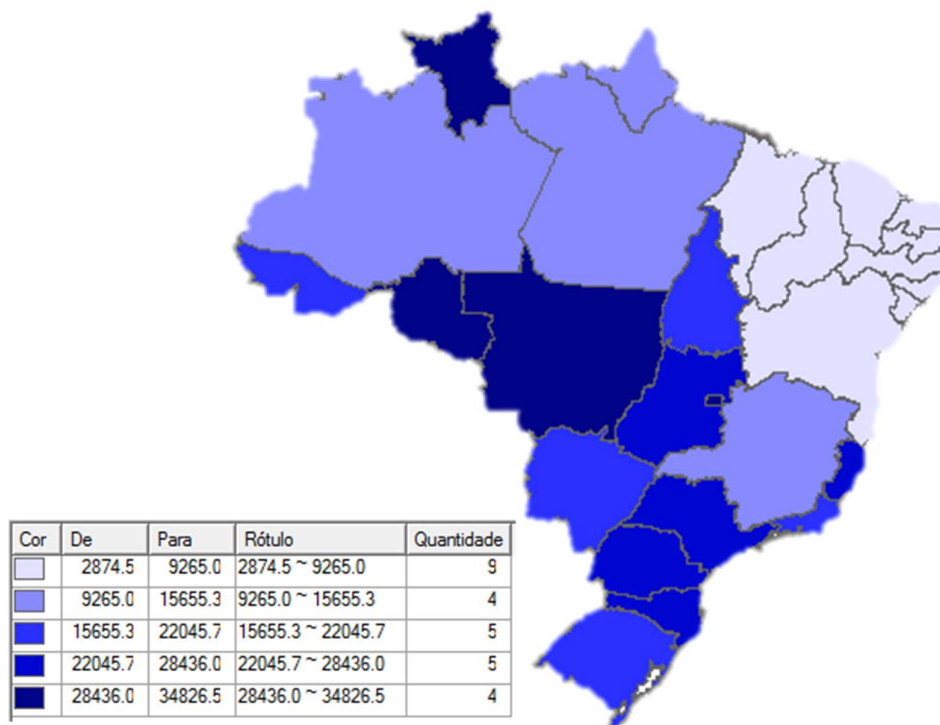 Cor De Para Rótulo Quantidade
2874.5 9265.0 2874.5 ~ 9265.0 9
9265.0 15655.3 9265.0 ~ 15655.3 4
15655.3 22045.7 15655.3 ~ 22045.7 5
22045.7 28436.0 22045.7 ~ 28436.0 5
28436.0 34826.5 28436.0 ~ 34826.5 4